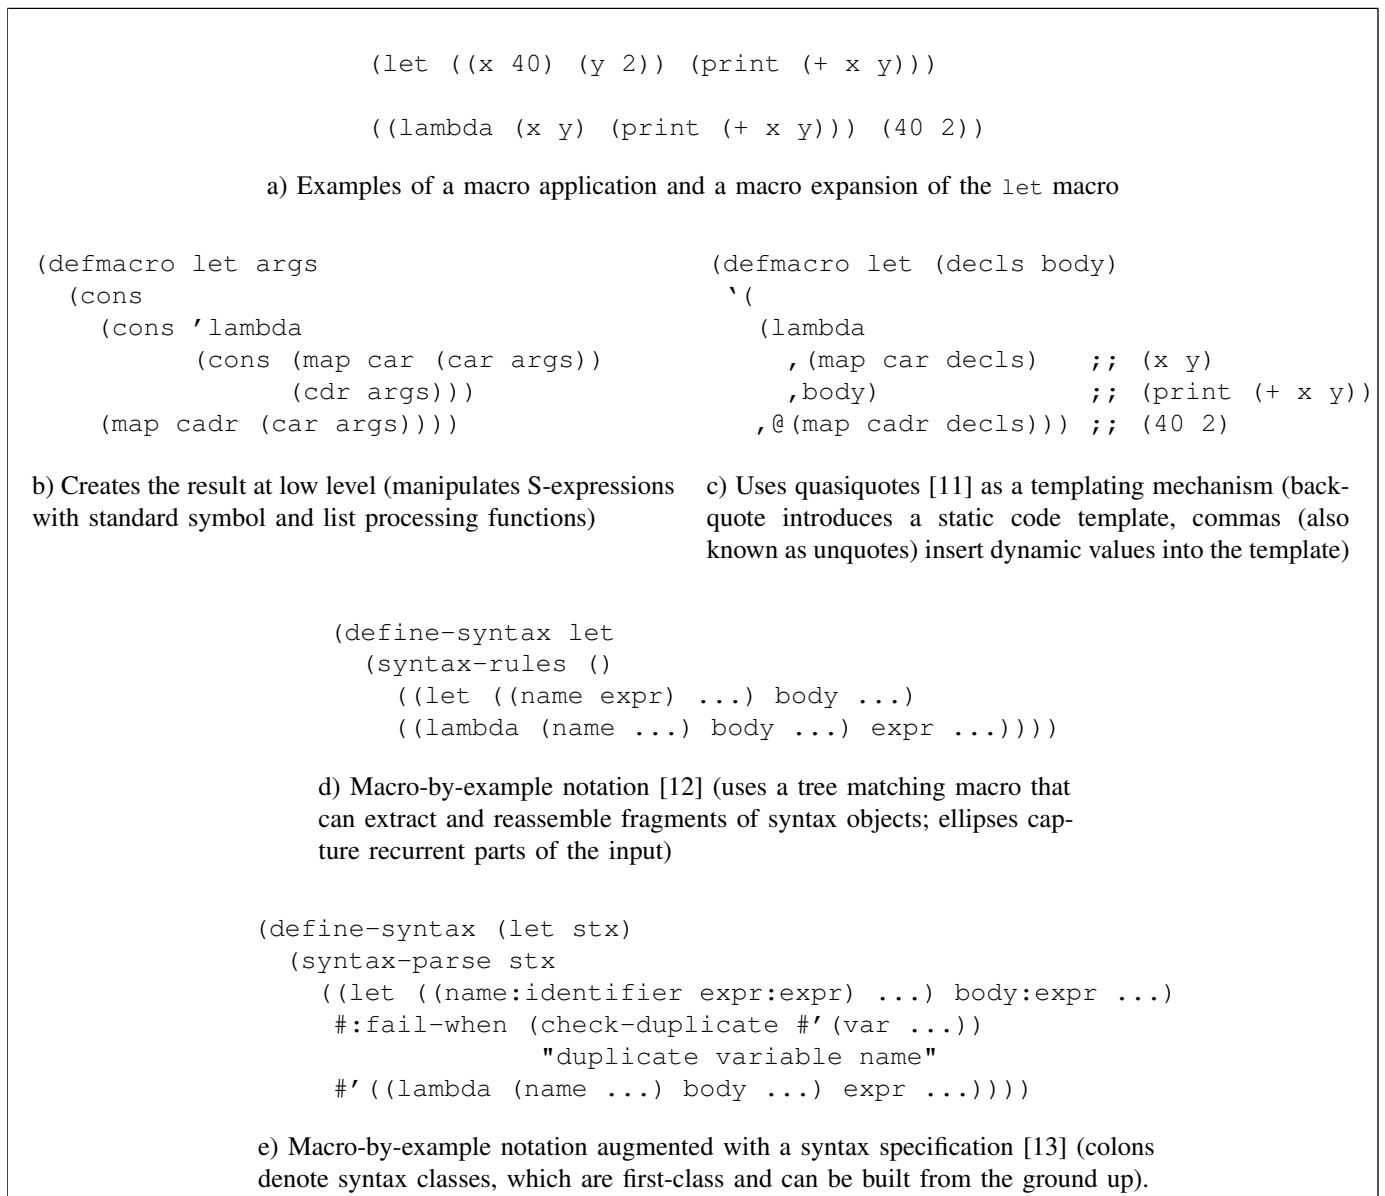 (let ((x 40) (y 2)) (print (+ x y)))
((lambda (x y) (print (+ x y))) (40 2))
a) Examples of a macro application and a macro expansion of the let macro
(defmacro let args
(cons
(cons ’lambda
(cons (map car (car args))
(cdr args)))
(map cadr (car args))))
b) Creates the result at low level (manipulates S-expressions
with standard symbol and list processing functions)
(defmacro let (decls body)
‘(
(lambda
,(map car decls) ;; (x y)
,body) ;; (print (+ x y))
,@(map cadr decls))) ;; (40 2)
c) Uses quasiquotes [11] as a templating mechanism (back-
quote introduces a static code template, commas (also
known as unquotes) insert dynamic values into the template)
(define-syntax let
(syntax-rules ()
((let ((name expr) ...) body ...)
((lambda (name ...) body ...) expr ...))))
d) Macro-by-example notation [12] (uses a tree matching macro that
can extract and reassemble fragments of syntax objects; ellipses cap-
ture recurrent parts of the input)
(define-syntax (let stx)
(syntax-parse stx
((let ((name:identifier expr:expr) ...) body:expr ...)
#:fail-when (check-duplicate #’(var ...))
"duplicate variable name"
#’((lambda (name ...) body ...) expr ...))))
e) Macro-by-example notation augmented with a syntax specification [13] (colons
denote syntax classes, which are first-class and can be built from the ground up).